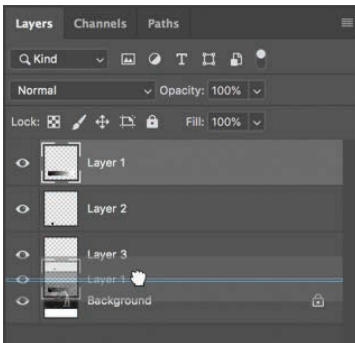 Layers Channels Paths
Kind T
Normal Opacity: 100%
Lock: Fill: 100%
Layer 1
Layer 2
Layer 3
Layer 1
Background